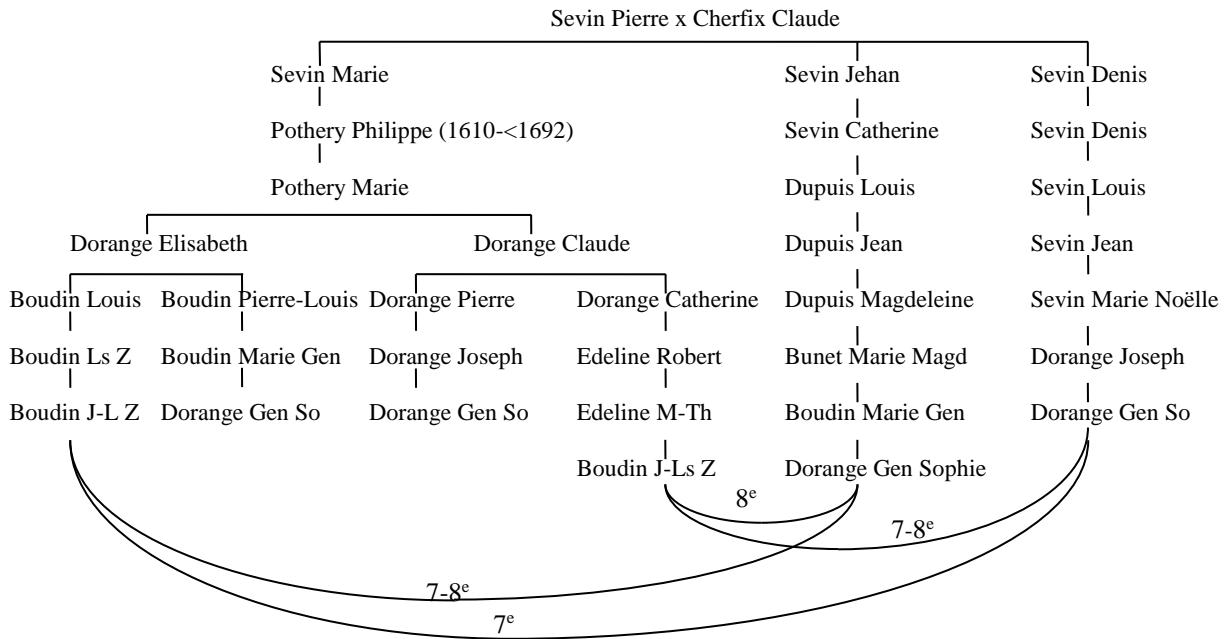 Sevin Pierre x Cherfix Claude
Sevin Marie Sevin Jehan Sevin Denis
Pothery Philippe (1610-<1692) Sevin Catherine Sevin Denis
Pothery Marie Dupuis Louis Sevin Louis
Dorange Elisabeth Dorange Claude Dupuis Jean Sevin Jean
Boudin Louis Boudin Pierre-Louis Dorange Pierre Dorange Catherine Dupuis Magdeleine Sevin Marie Noëlle
Boudin Ls Z Boudin Marie Gen Dorange Joseph Edeline Robert Bunet Marie Magd Dorange Joseph
Boudin J-L Z Dorange Gen So Dorange Gen So Edeline M-Th Boudin Marie Gen Dorange Gen So
Boudin J-Ls Z Dorange Gen Sophie
8e
7-8e
7-8e
7e